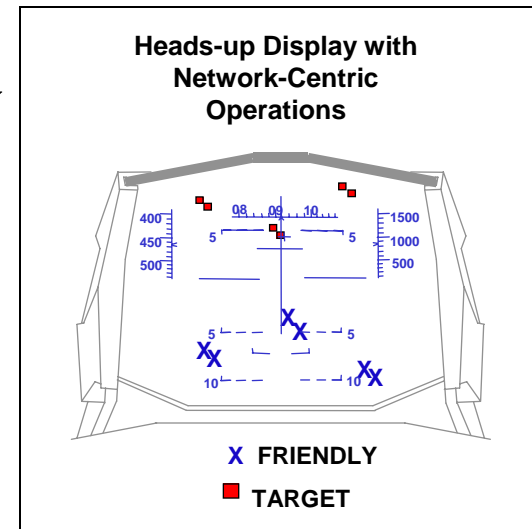 Heads-up Display with
Network-Centric
Operations
08 09 10
400 5 5 1500
450 1000
500 500
X
5 X 5
X X
X X
10 10
X FRIENDLY
TARGET